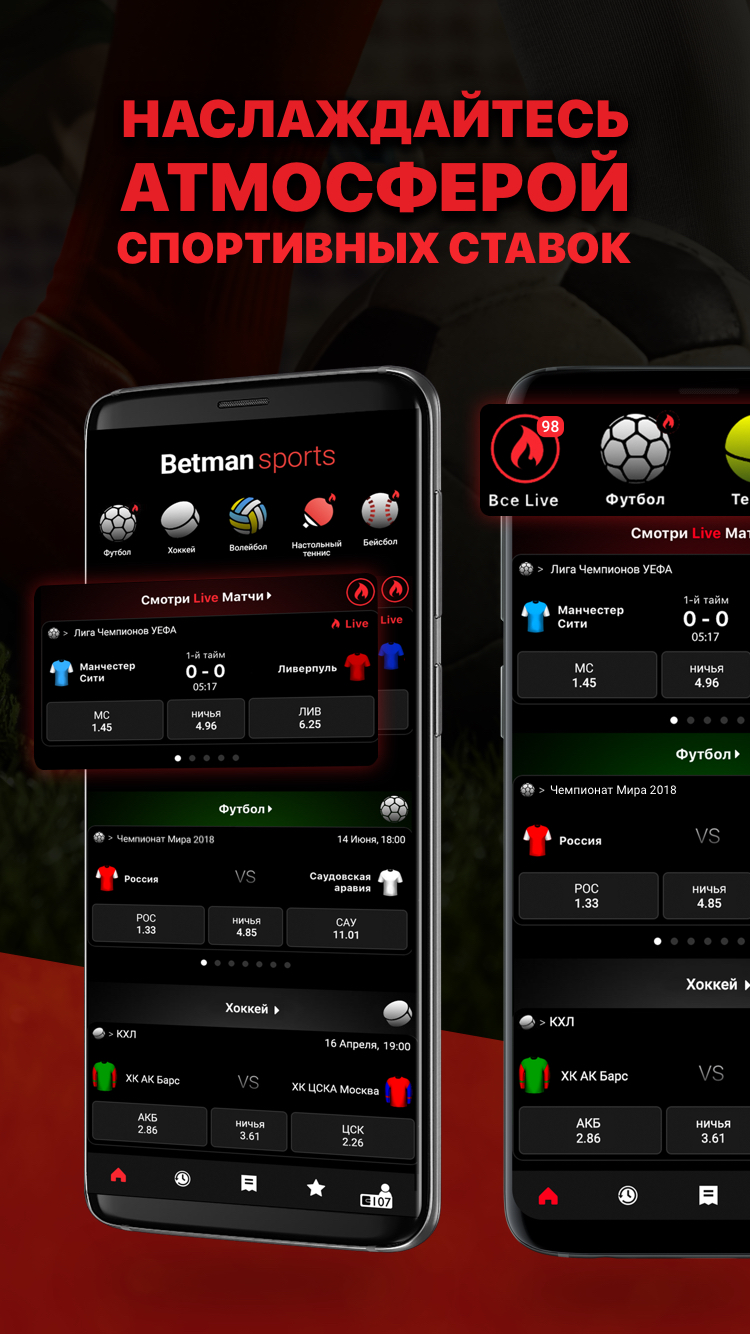 НАСЛАЖДАЙТЕСЬ
АТМОСФЕРОЙ
СПОРТИВНЫХ СТАВОК
Betman sports
Футбол
Хоккей
Волейбол
Настольный
теннис
Бейсбол
Смотри Live Матчи
> Лига Чемпионов УЕФА
Live
Live
Манчестер
Сити
1-й тайм
0 - 0
05:17
Ливерпуль
МС
1.45
ничья
4.96
ЛИВ
6.25
Футбол
> Чемпионат Мира 2018
14 Июня, 18:00
Россия
VS
Саудовская
аравия
РОС
1.33
ничья
4.85
САУ
11.01
Хоккей
> КХЛ
16 Апреля, 19:00
ХК АК Барс
VS
ХК ЦСКА Москва
АКБ
2.86
ничья
3.61
ЦСК
2.26
107
98
Все Live
Футбол
Те
Смотри Live Мат
> Лига Чемпионов УЕФА
Манчестер
Сити
1-й тайм
0 - 0
05:17
МС
1.45
ничья
4.96
Футбол
> Чемпионат Мира 2018
Россия
VS
РОС
1.33
ничья
4.85
Хоккей
> КХЛ
ХК АК Барс
VS
АКБ
2.86
ничья
3.61